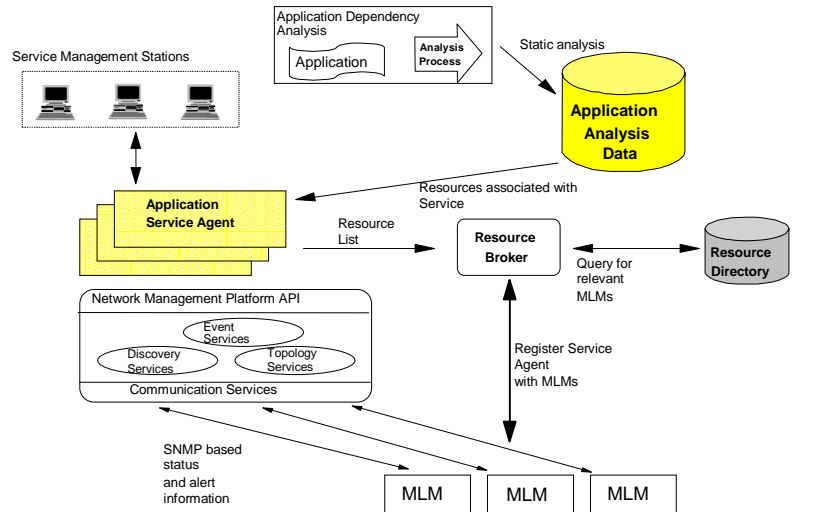 Application Dependency
Analysis
Application
Analysis
Process
Static analysis
Service Management Stations
Application
Analysis
Data
Resources associated with
Service
Application
Service Agent
Resource
List
Resource
Broker
Query for
relevant
MLMs
Resource
Directory
Network Management Platform API
Event
Services
Discovery
Services
Topology
Services
Communication Services
Register Service
Agent
with MLMs
SNMP based
status
and alert
information
MLM
MLM
MLM